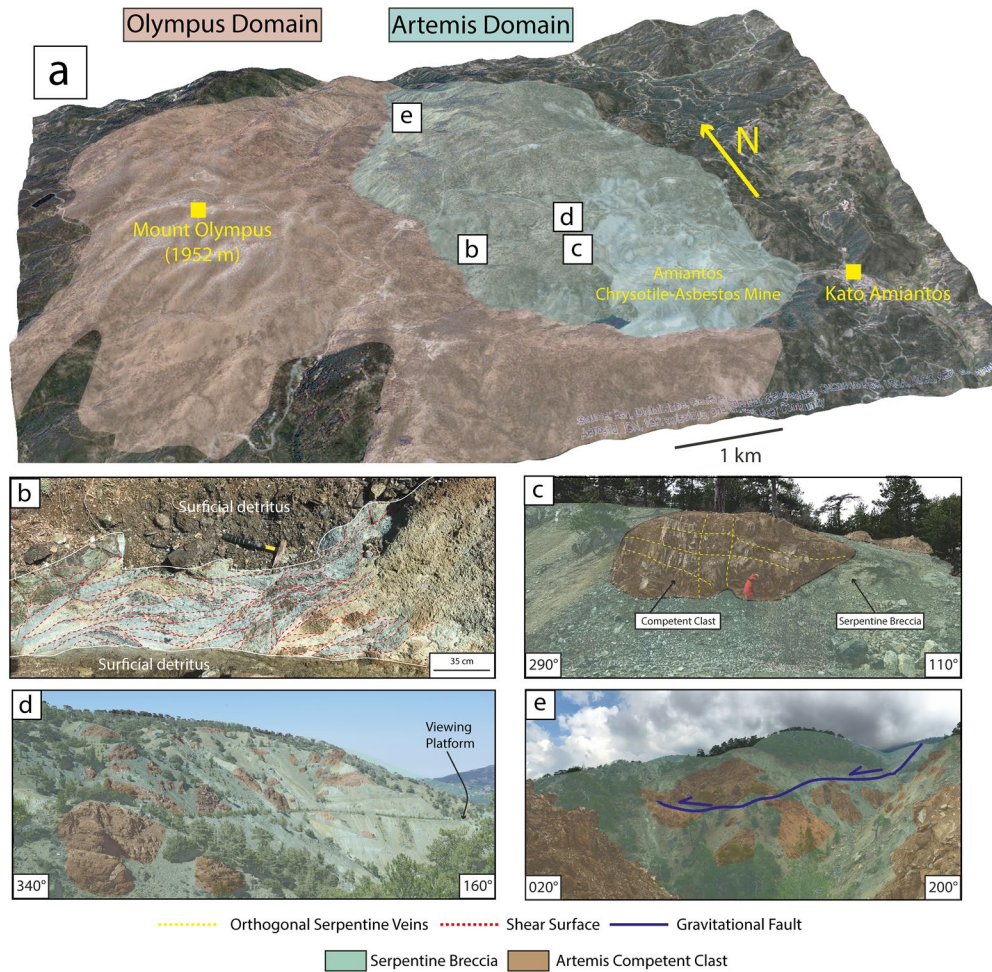 Olympus Domain
Artemis Domain
a
e
N
Mount Olympus
(1952 m)
d
b
c
Amiantos
Chrysotile-Asbestos Mine
Kato Amiantos
1 km
b
Surficial detritus
Surficial detritus
35 cm
c
Competent Clast
Serpentine Breccia
290°
110°
d
Viewing
Platform
340°
160°
e
020°
200°
Orthogonal Serpentine Veins
Shear Surface
Gravitational Fault
Serpentine Breccia
Artemis Competent Clast